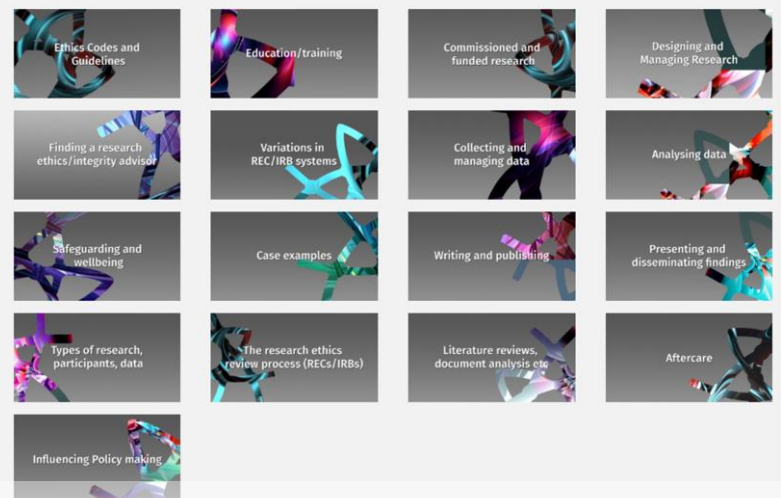 Ethics Codes and
Guidelines
Education/training
Commissioned and
funded research
Designing and
Managing Research
Finding a research
ethics/integrity advisor
Variations in
REC/IRB systems
Collecting and
managing data
Analysing data
Safeguarding and
wellbeing
Case examples
Writing and publishing
Presenting and
disseminating findings
Types of research,
participants, data
The research ethics
review process (RECs/IRBs)
Literature reviews,
document analysis etc
Aftercare
Influencing Policy making